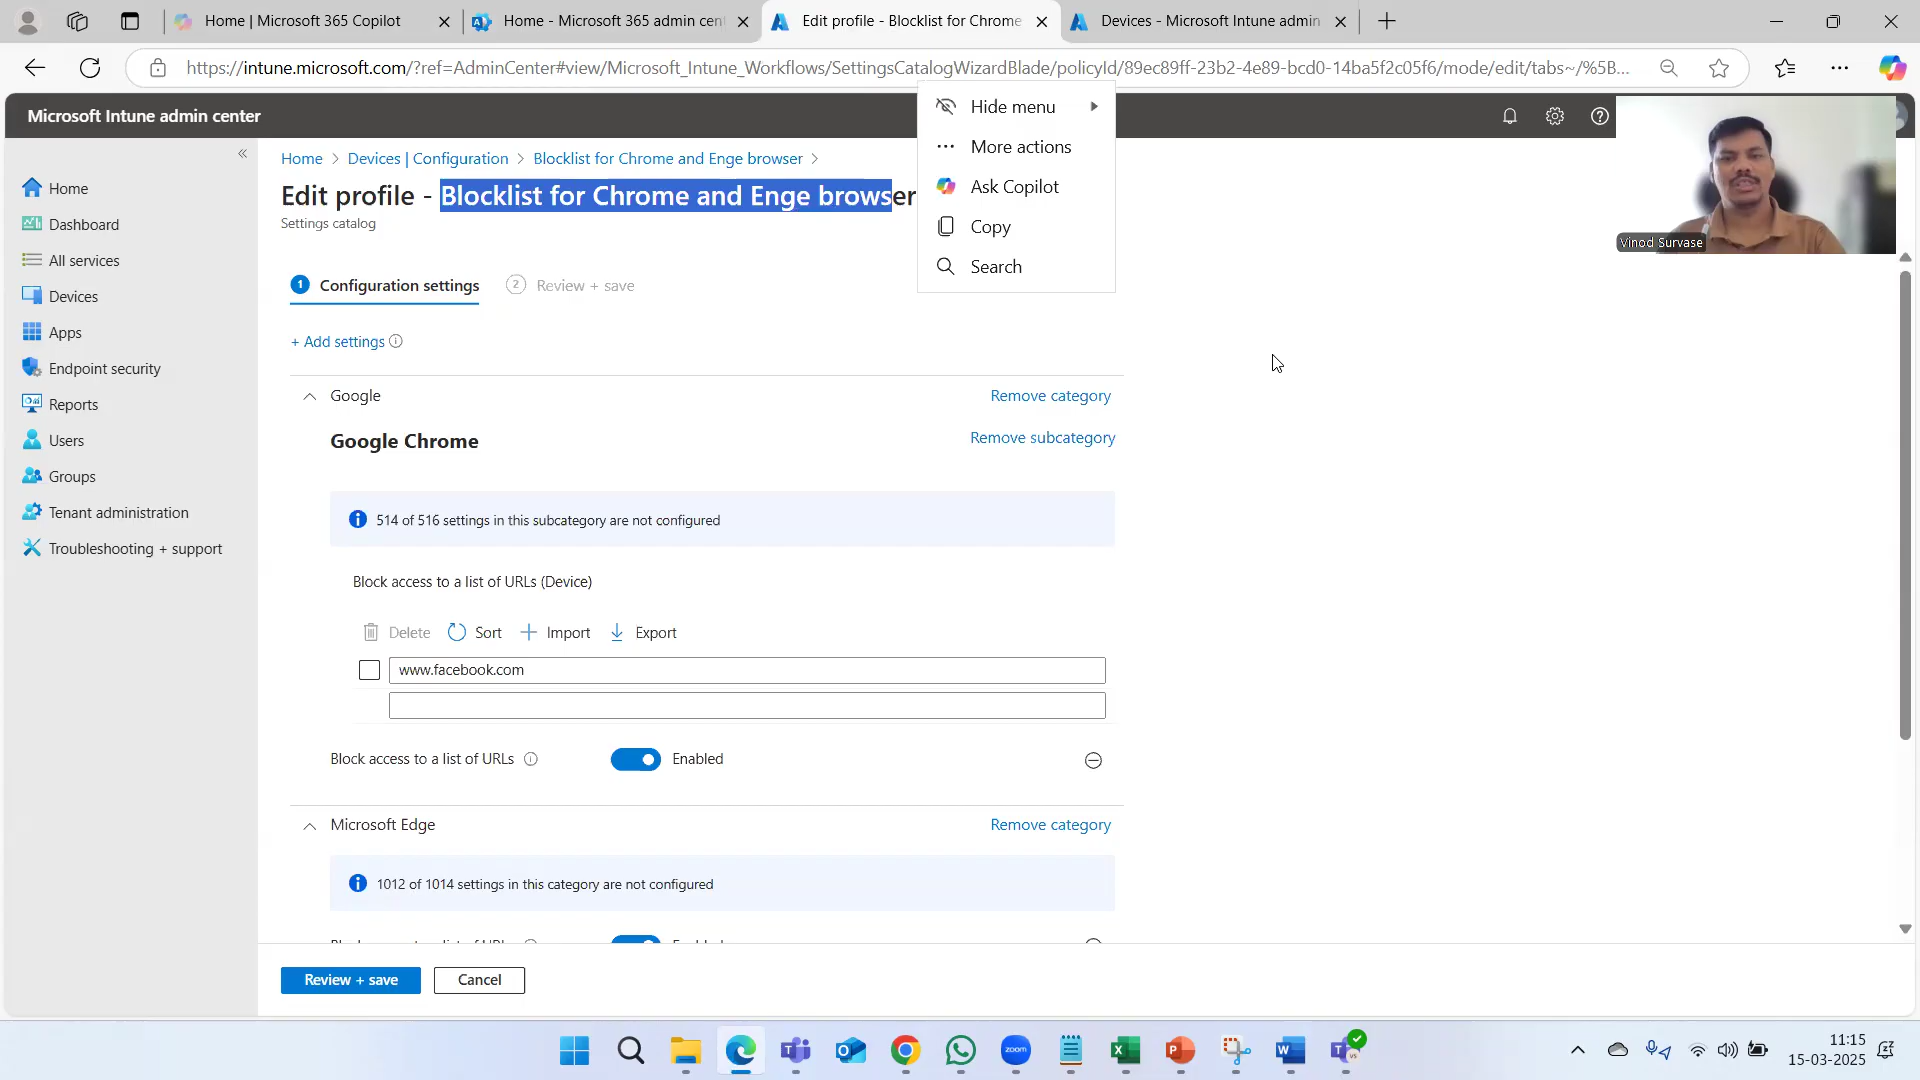 Home | Microsoft 365 Copilot
Home - Microsoft 365 admin cen
Edit profile - Blocklist for Chrome
Devices - Microsoft Intune admin
https://intune.microsoft.com/?ref=AdminCenter#view/Microsoft_Intune_Workflows/SettingsCatalogWizardBlade/policyId/89ec89ff-23b2-4e89-bcd0-14ba5f2c05f6/mode/edit/tabs~/%5B...
Microsoft Intune admin center
Hide menu
More actions
Ask Copilot
Copy
Search
Vinod Survase
Home
Dashboard
All services
Devices
Apps
Endpoint security
Reports
Users
Groups
Tenant administration
Troubleshooting + support
Home > Devices | Configuration > Blocklist for Chrome and Enge browser >
Edit profile - Blocklist for Chrome and Enge browser
Settings catalog
1 Configuration settings
2 Review + save
+ Add settings
Google
Remove category
Google Chrome
Remove subcategory
514 of 516 settings in this subcategory are not configured
Block access to a list of URLs (Device)
Delete
Sort
Import
Export
www.facebook.com
Block access to a list of URLs
Enabled
Microsoft Edge
Remove category
1012 of 1014 settings in this category are not configured
Review + save
Cancel
zoom
11:15
15-03-2025